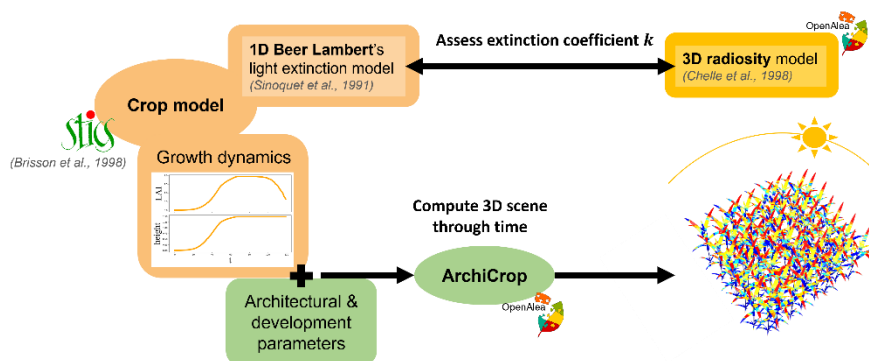 OpenAlea
1D Beer Lambert's
light extinction model
(Sinoquet et al., 1991)
Assess extinction coefficient k
3D radiosity model
(Chelle et al., 1998)
Crop model
stics
(Brisson et al., 1998)
Growth dynamics
LAI
height
Compute 3D scene
through time
ArchiCrop
OpenAlea
Architectural &
development
parameters